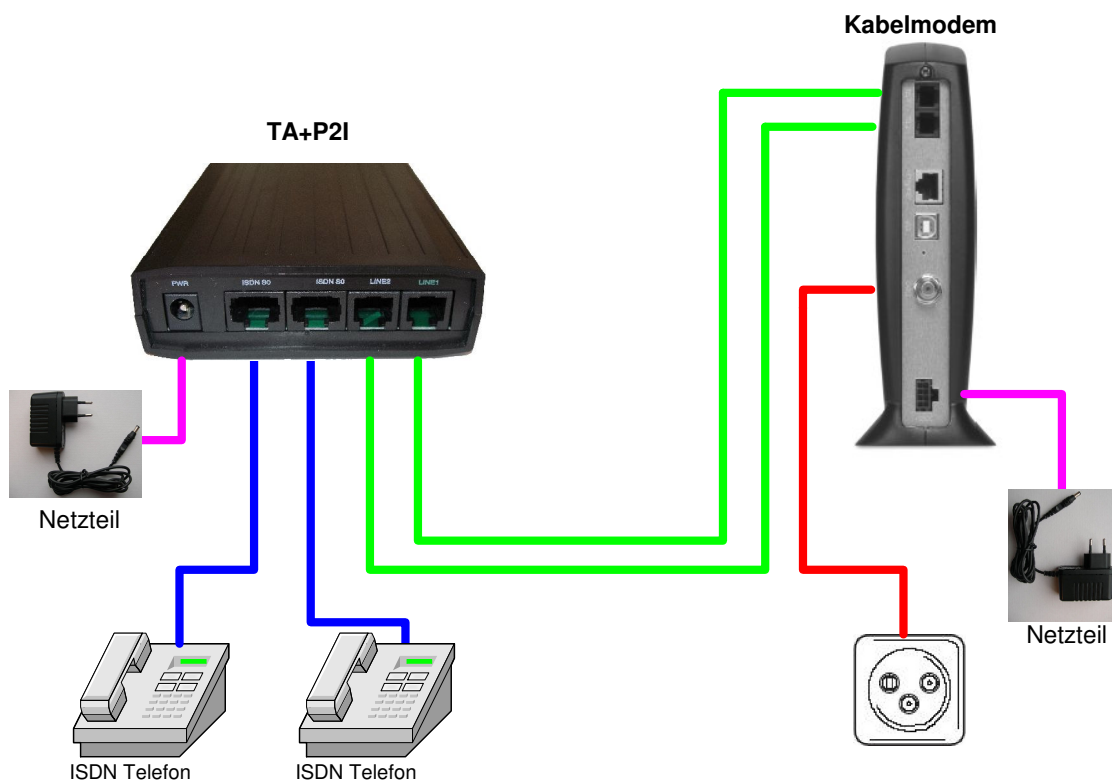 Kabelmodem
TA+P2I
PWR
ISDN S0
ISDN S0
LINE2
LINE1
Netzteil
Netzteil
ISDN Telefon
ISDN Telefon